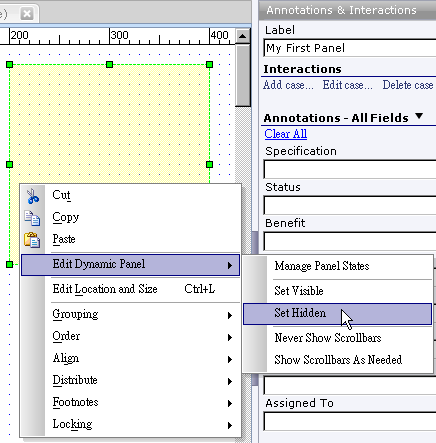 e)
Annotations & Interactions
200 300 400
Label
My First Panel
Interactions
Add case... Edit case... Delete case
Annotations - All Fields
Clear All
Specification
Status
Benefit
Cut
Copy
Paste
Edit Dynamic Panel
Edit Location and Size Ctrl+L
Grouping
Order
Align
Distribute
Footnotes
Locking
Manage Panel States
Set Visible
Set Hidden
Never Show Scrollbars
Show Scrollbars As Needed
Assigned To